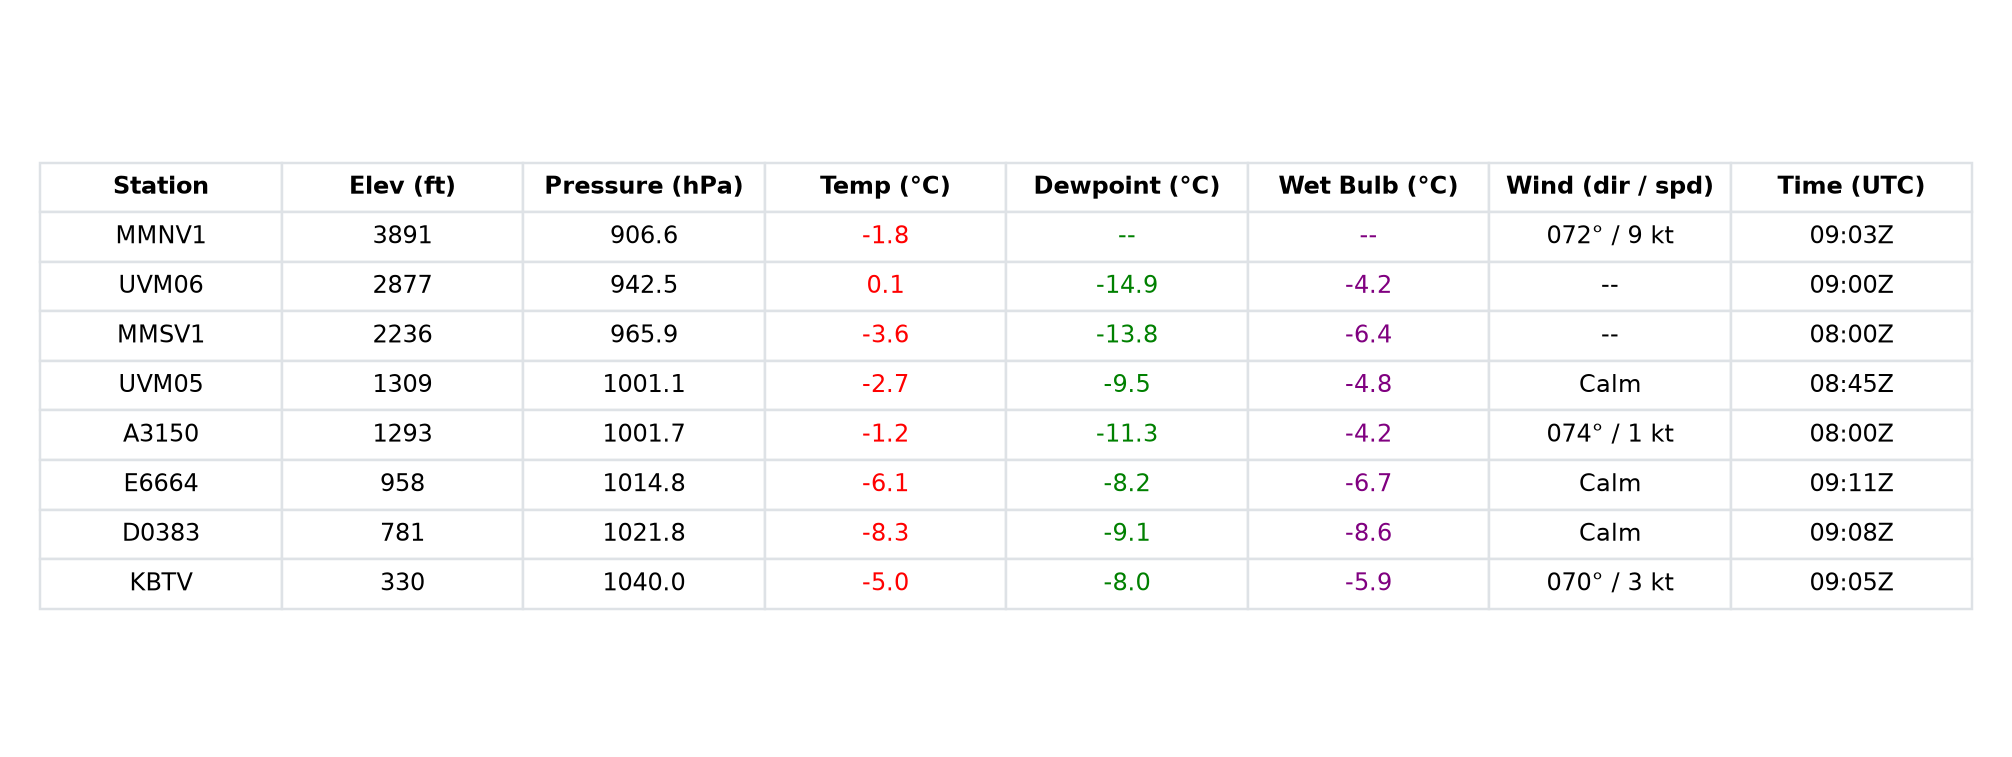 Station Elev (ft) Pressure (hPa) Temp (°C) Dewpoint (°C) Wet Bulb (°C) Wind (dir / spd) Time (UTC)
MMNV1 3891 906.6 -1.8 -- -- 072° / 9 kt 09:03Z
UVM06 2877 942.5 0.1 -14.9 -4.2 -- 09:00Z
MMSV1 2236 965.9 -3.6 -13.8 -6.4 -- 08:00Z
UVM05 1309 1001.1 -2.7 -9.5 -4.8 Calm 08:45Z
A3150 1293 1001.7 -1.2 -11.3 -4.2 074° / 1 kt 08:00Z
E6664 958 1014.8 -6.1 -8.2 -6.7 Calm 09:11Z
D0383 781 1021.8 -8.3 -9.1 -8.6 Calm 09:08Z
KBTV 330 1040.0 -5.0 -8.0 -5.9 070° / 3 kt 09:05Z